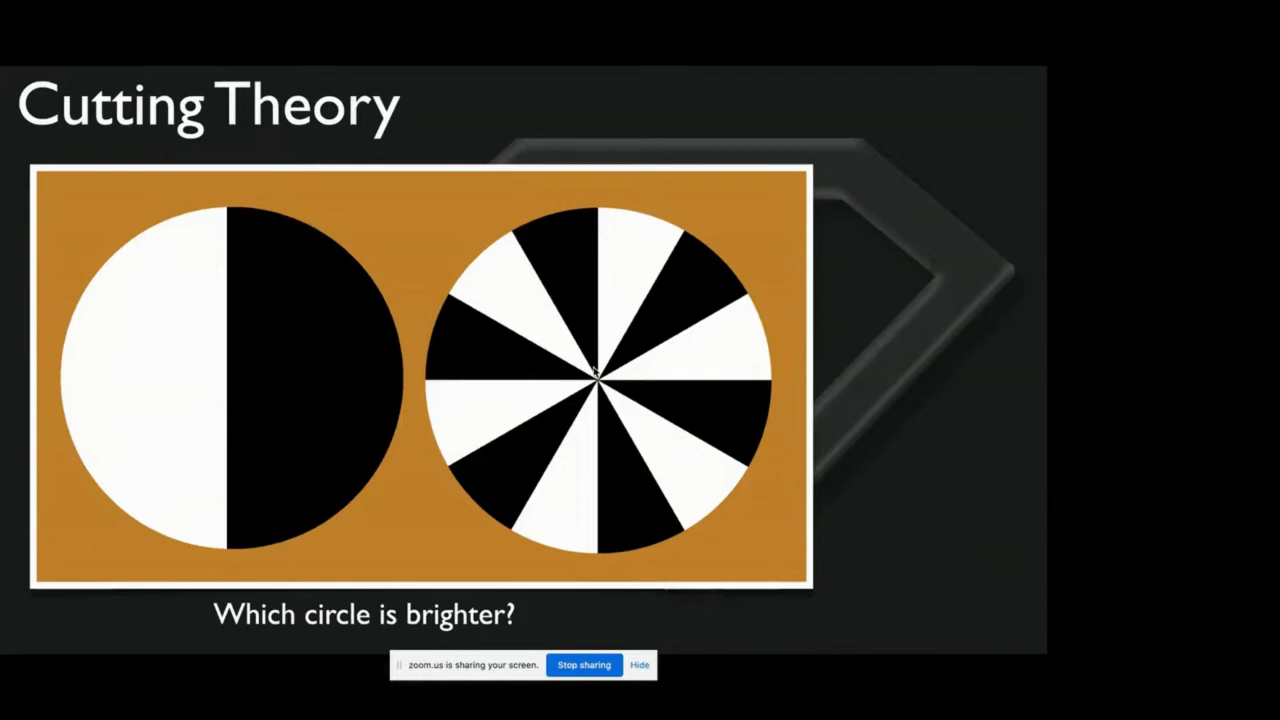 Cutting Theory
Which circle is brighter?
zoom.us is sharing your screen. Stop sharing Hide